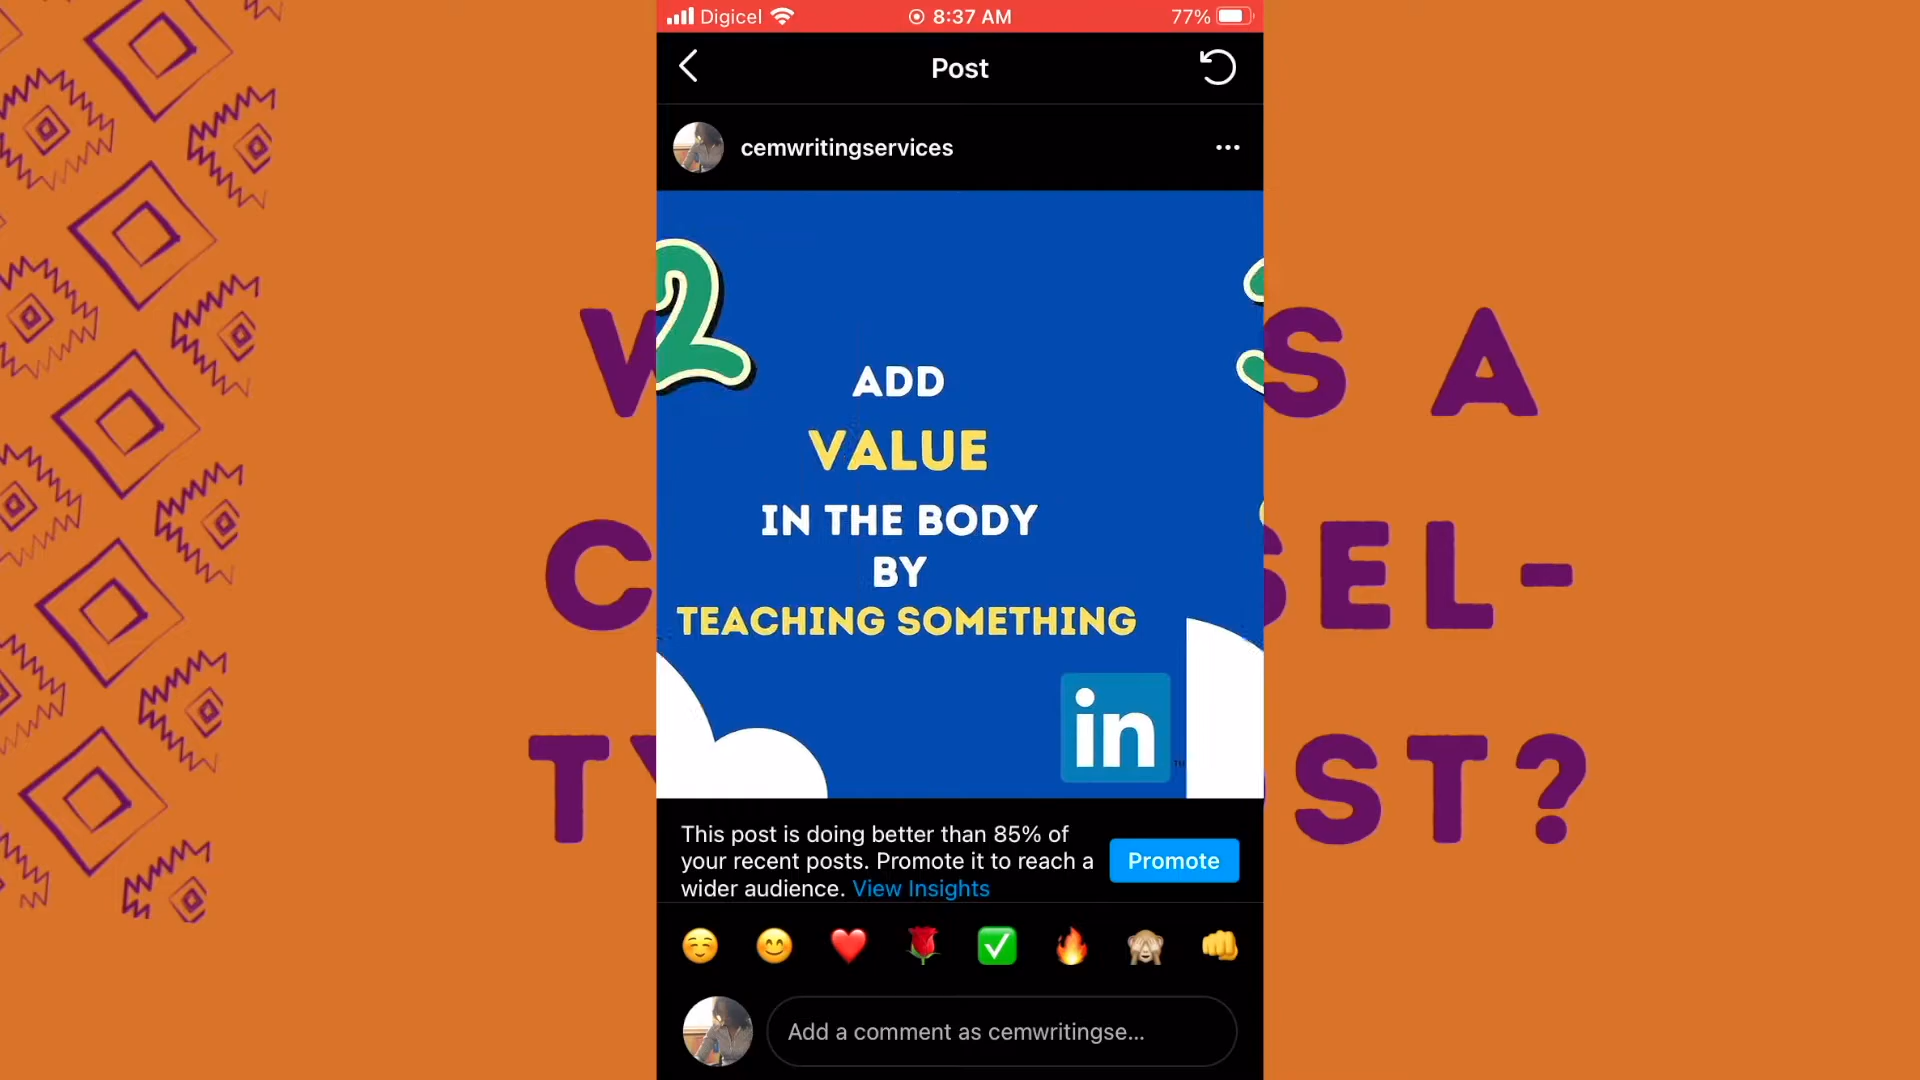 Digicel 8:37 AM 77%
Post
cemwritingservices
2
ADD
VALUE
IN THE BODY
BY
TEACHING SOMETHING
in
This post is doing better than 85% of
your recent posts. Promote it to reach a
wider audience. View Insights
Promote
Add a comment as cemwritingse...
S A
C SEL-
T ST?